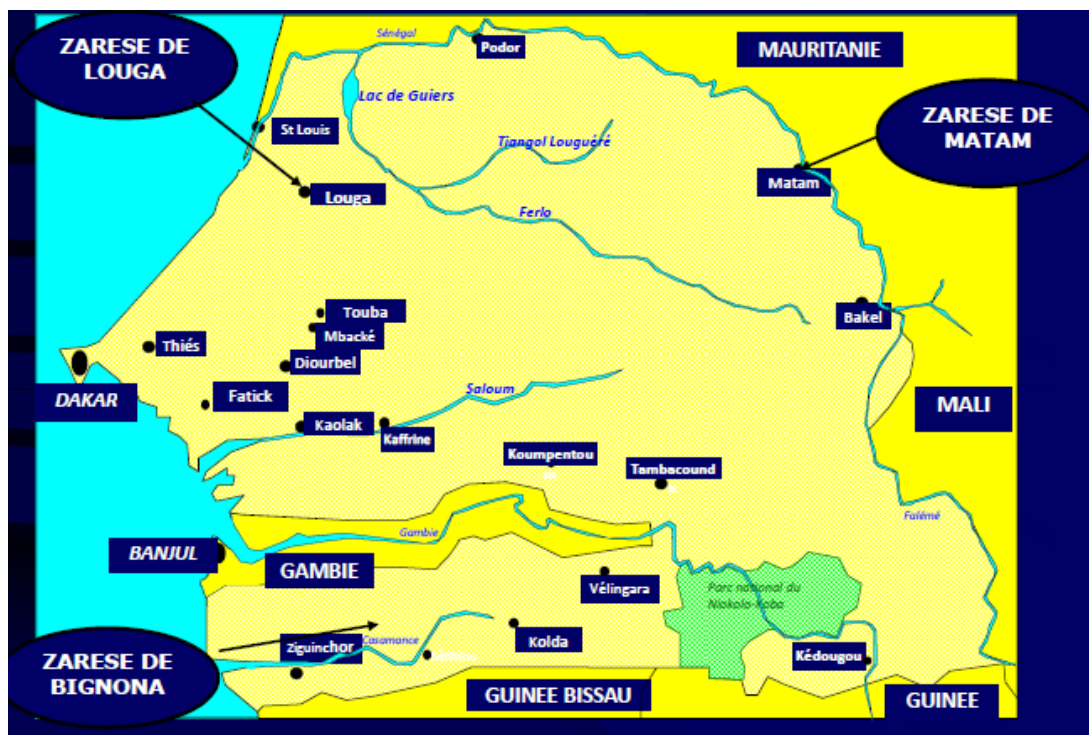 ZARESE DE
LOUGA
Sénégal
Podor
MAURITANIE
Lac de Guiers
ZARESE DE
MATAM
St Louis
Tiangol Louguéré
Matam
Louga
Ferlo
Touba
Bakel
Mbacké
Thiés
Diourbel
DAKAR
Fatick
Saloum
MALI
Kaolak
Kaffrine
Koumpentou
m
Tambacound
a
Falémé
Gambie
BANJUL
GAMBIE
Vélingara
Parc national du
Niokolo-Koba
Casamance
Kolda
Ziguinchor
ZARESE DE
BIGNONA
Kédougou
GUINEE BISSAU
GUINEE